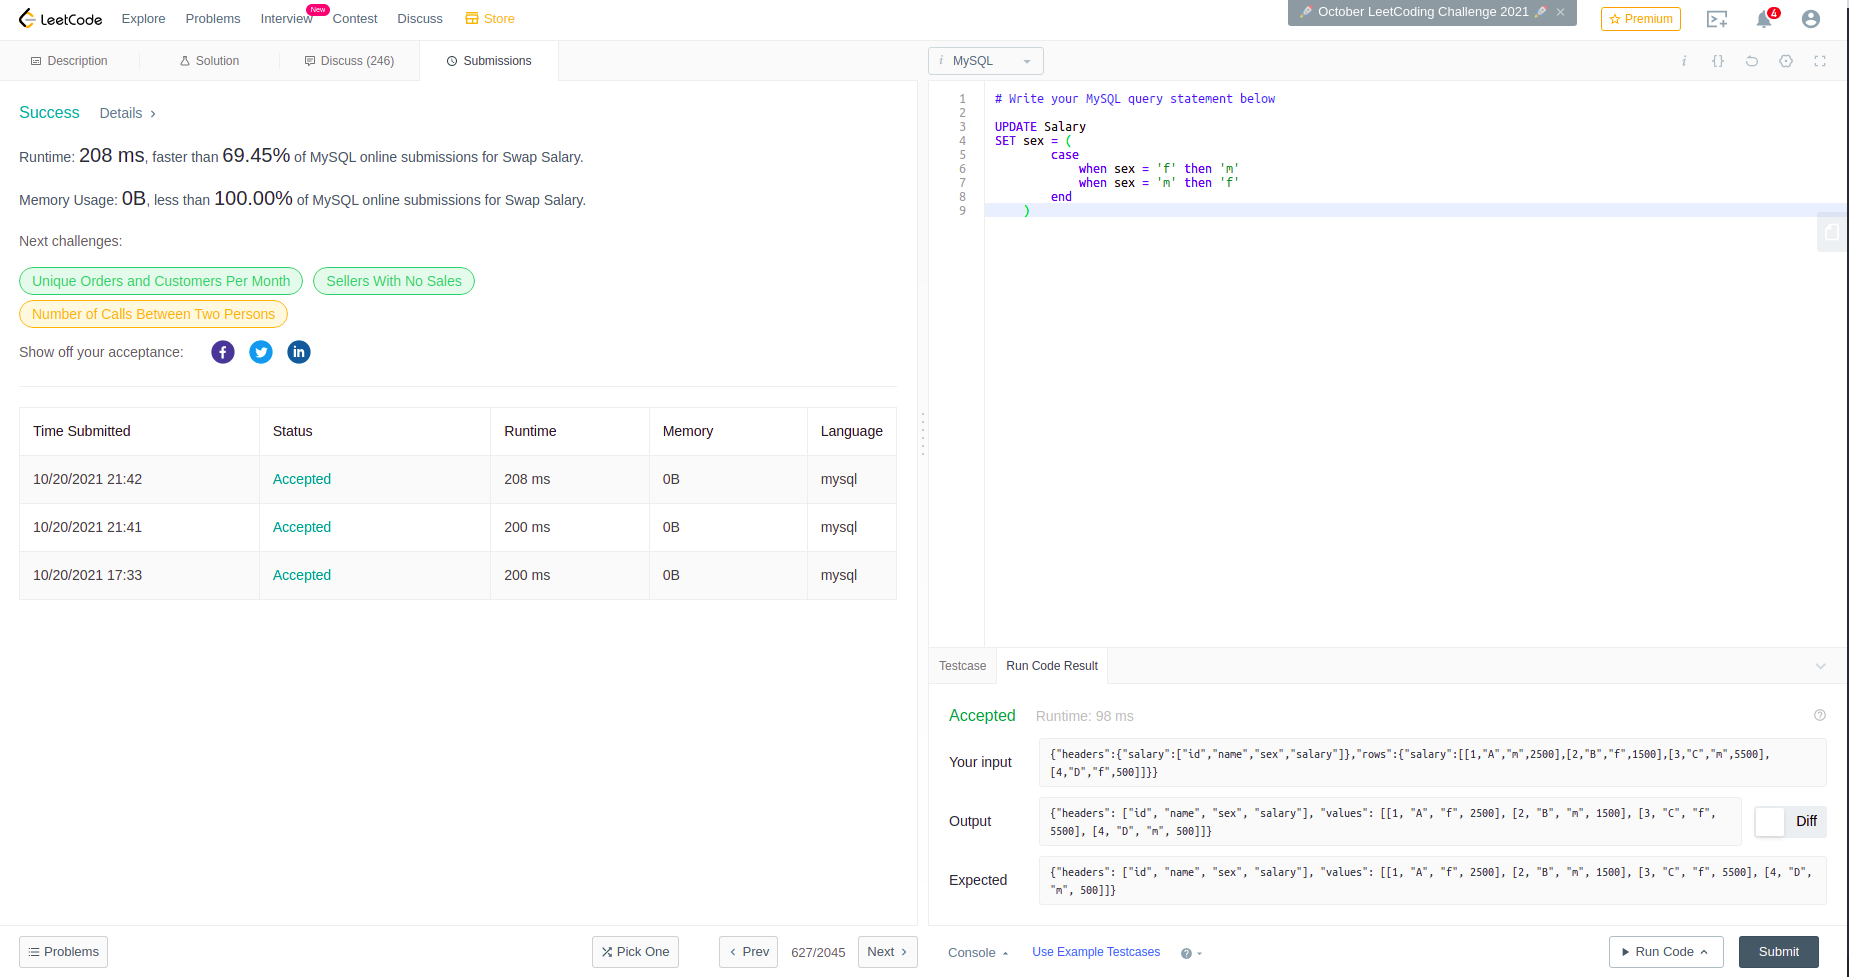 LeetCode
Explore
Problems
Interview
New
Contest
Discuss
Store
October LeetCoding Challenge 2021
Premium
4
Description
Solution
Discuss (246)
Submissions
i MySQL
i {}
Success Details >
Runtime: 208 ms, faster than 69.45% of MySQL online submissions for Swap Salary.
Memory Usage: 0B, less than 100.00% of MySQL online submissions for Swap Salary.
Next challenges:
Unique Orders and Customers Per Month Sellers With No Sales
Number of Calls Between Two Persons
Show off your acceptance: f in
Time Submitted Status Runtime Memory Language
10/20/2021 21:42 Accepted 208 ms 0B mysql
10/20/2021 21:41 Accepted 200 ms 0B mysql
10/20/2021 17:33 Accepted 200 ms 0B mysql
Problems
Pick One
< Prev
627/2045
Next >
1 # Write your MySQL query statement below
2
3 UPDATE Salary
4 SET sex = (
5 case
6 when sex = 'f' then 'm'
7 when sex = 'm' then 'f'
8 end
9 )
Testcase Run Code Result
Accepted Runtime: 98 ms
Your input
{"headers":{"salary":["id","name","sex","salary"]},"rows":{"salary":[[1,"A","m",2500],[2,"B","f",1500],[3,"C","m",5500],
[4,"D","f",500]]}}
Output
{"headers": ["id", "name", "sex", "salary"], "values": [[1, "A", "f", 2500], [2, "B", "m", 1500], [3, "C", "f",
5500], [4, "D", "m", 500]]}
Diff
Expected
{"headers": ["id", "name", "sex", "salary"], "values": [[1, "A", "f", 2500], [2, "B", "m", 1500], [3, "C", "f", 5500], [4, "D",
"m", 500]]}
Console
Use Example Testcases
?
Run Code
Submit